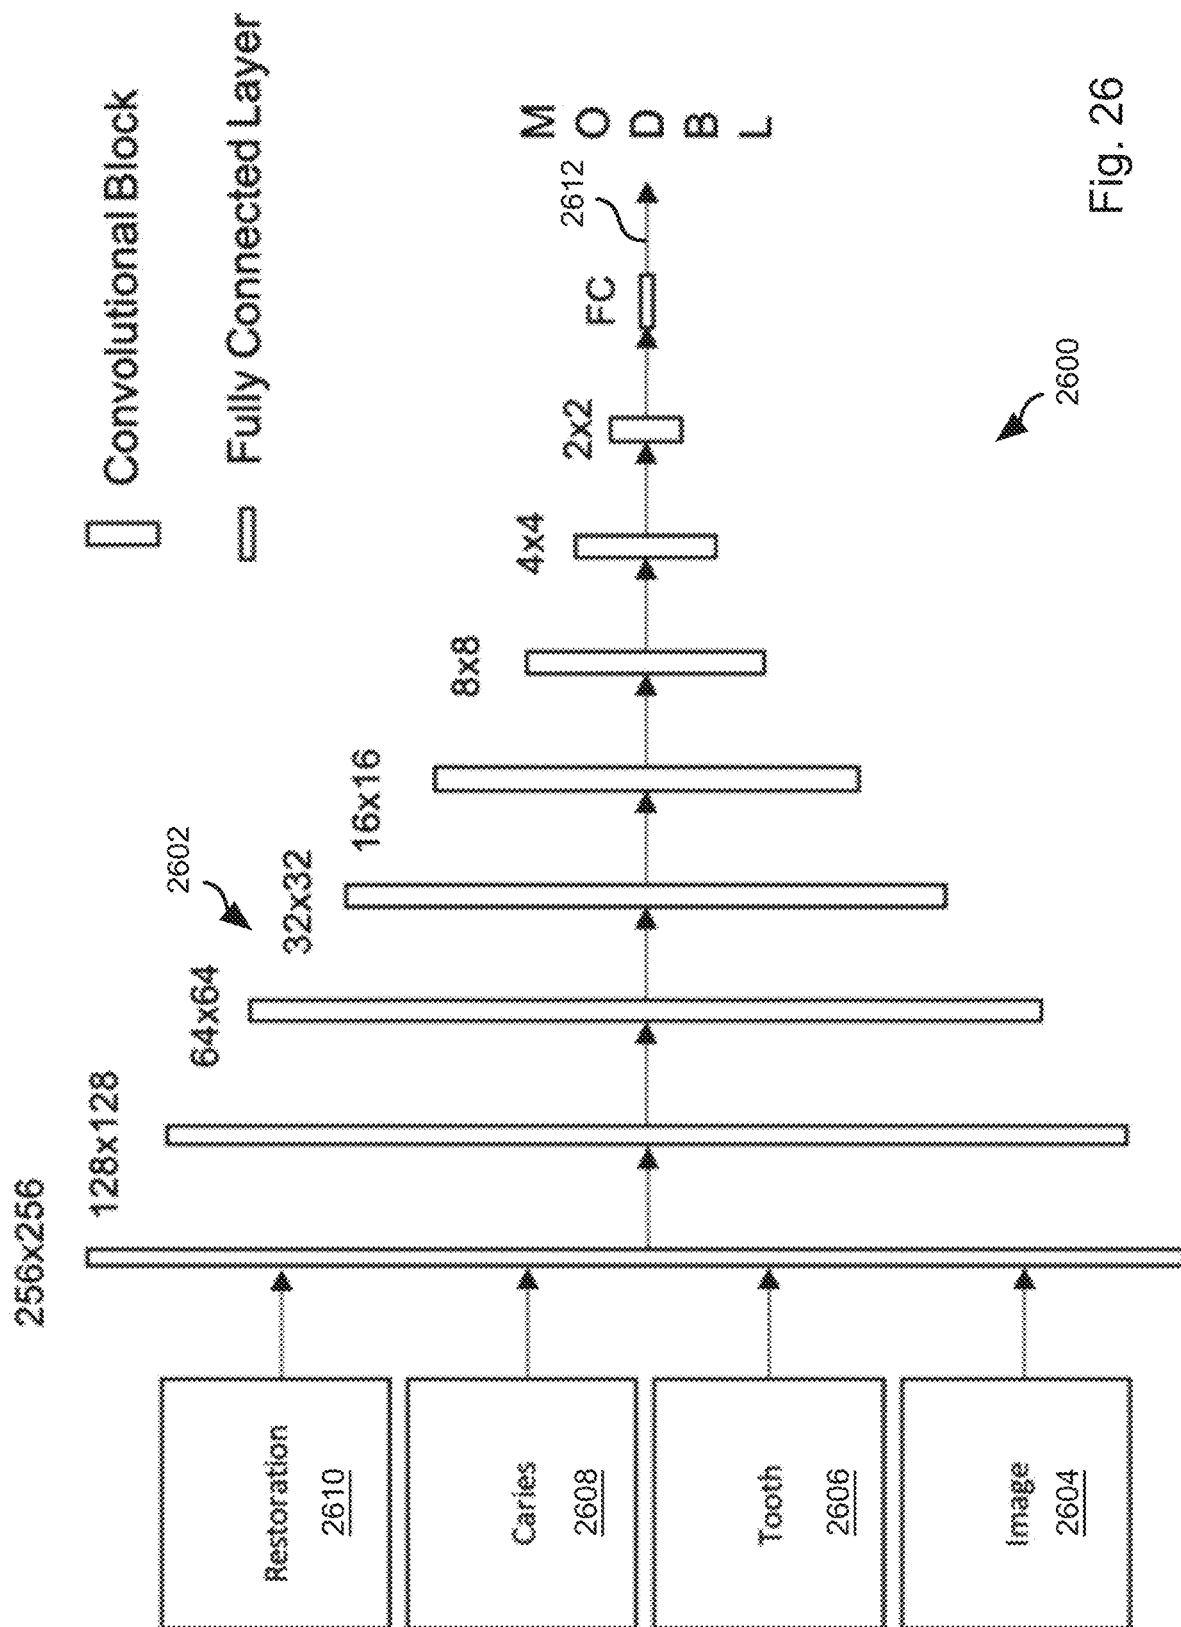 Convolutional Block
Fully Connected Layer
256x256
128x128
64x64
2602
32x32
16x16
8x8
4x4
2x2
FC
2612
M
O
D
B
L
Restoration
2610
Caries
2608
Tooth
2606
Image
2604
2600
Fig. 26